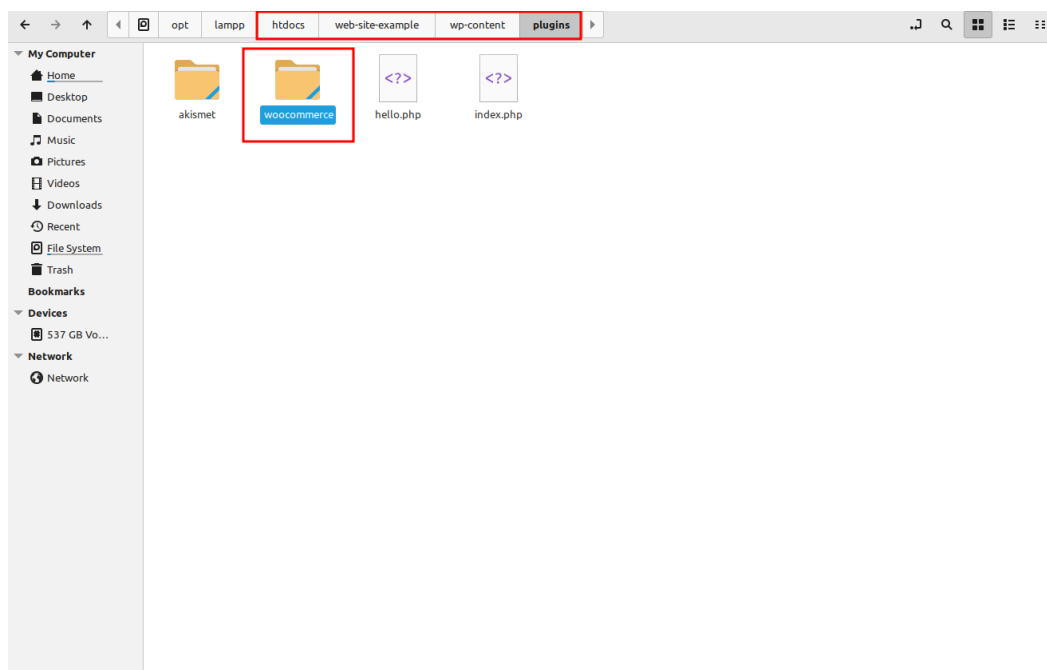 opt lampp htdocs web-site-example wp-content plugins
My Computer
Home
Desktop
Documents
Music
Pictures
Videos
Downloads
Recent
File System
Trash
Bookmarks
Devices
537 GB Vo...
Network
Network
akismet woocommerce hello.php index.php
<?> <?>